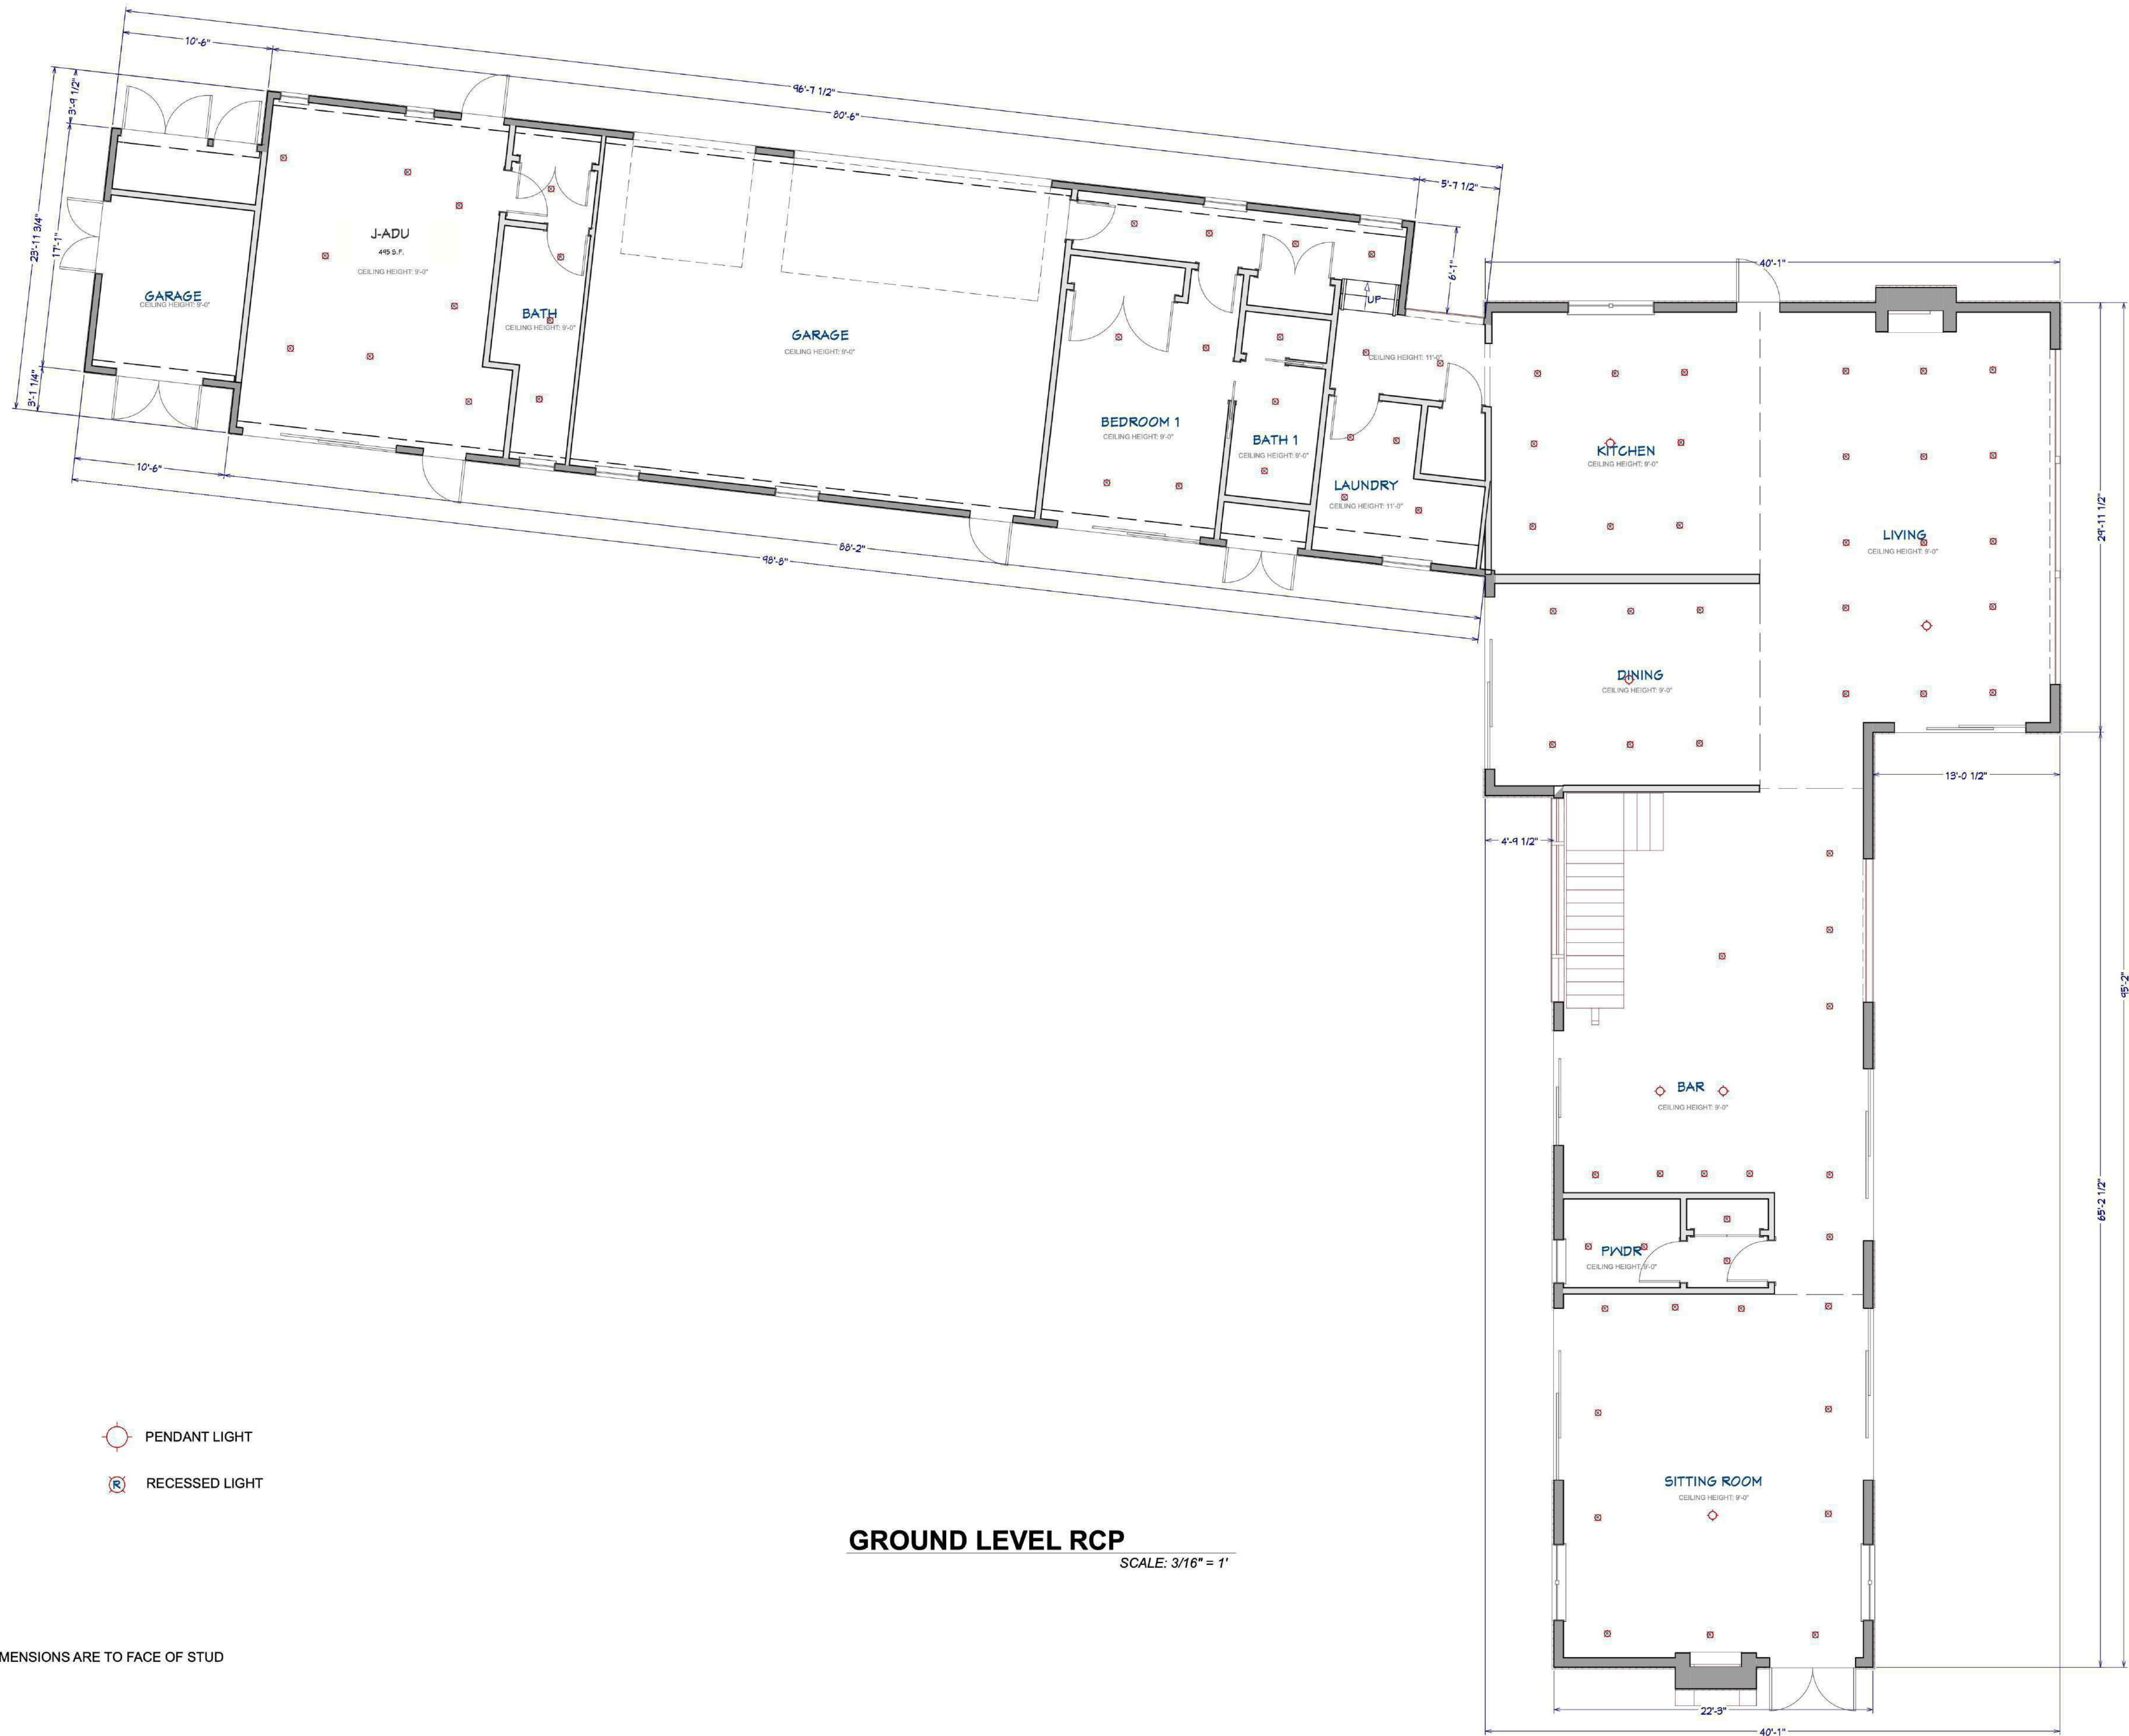 10'-6"
96'-7 1/2"
80'-6"
5'-7 1/2"
3'-9 1/2"
23'-11 3/4"
17'-1"
3'-1 1/4"
6'-1"
40'-1"
J-ADU
495 S.F.
CEILING HEIGHT: 9'-0"
GARAGE
CEILING HEIGHT: 9'-0"
BATH
CEILING HEIGHT: 9'-0"
GARAGE
CEILING HEIGHT: 9'-0"
UP
CEILING HEIGHT: 11'-0"
BEDROOM 1
CEILING HEIGHT: 9'-0"
BATH 1
CEILING HEIGHT: 9'-0"
LAUNDRY
CEILING HEIGHT: 11'-0"
KITCHEN
CEILING HEIGHT: 9'-0"
LIVING
CEILING HEIGHT: 9'-0"
29'-11 1/2"
10'-6"
88'-2"
98'-8"
DINING
CEILING HEIGHT: 9'-0"
13'-0 1/2"
4'-9 1/2"
95'-2"
BAR
CEILING HEIGHT: 9'-0"
65'-2 1/2"
PWDR
CEILING HEIGHT: 9'-0"
SITTING ROOM
CEILING HEIGHT: 9'-0"
PENDANT LIGHT
R RECESSED LIGHT
GROUND LEVEL RCP
SCALE: 3/16" = 1'
MENSIONS ARE TO FACE OF STUD
22'-3"
40'-1"